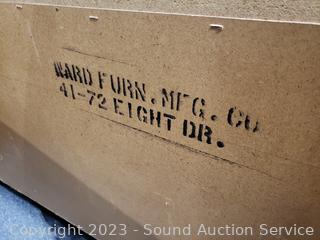 WARD FURN. MFG. CO
41-72 EIGHT DR.
Copyright 2023 - Sound Auction Service